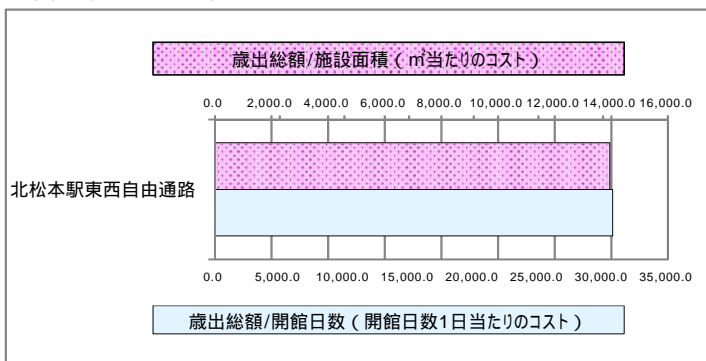 歳出総額/施設面積（㎡当たりのコスト）
0.0 2,000.0 4,000.0 6,000.0 8,000.0 10,000.0 12,000.0 14,000.0 16,000.0
北松本駅東西自由通路
0.0 5,000.0 10,000.0 15,000.0 20,000.0 25,000.0 30,000.0 35,000.0
歳出総額/開館日数（開館日数1日当たりのコスト）